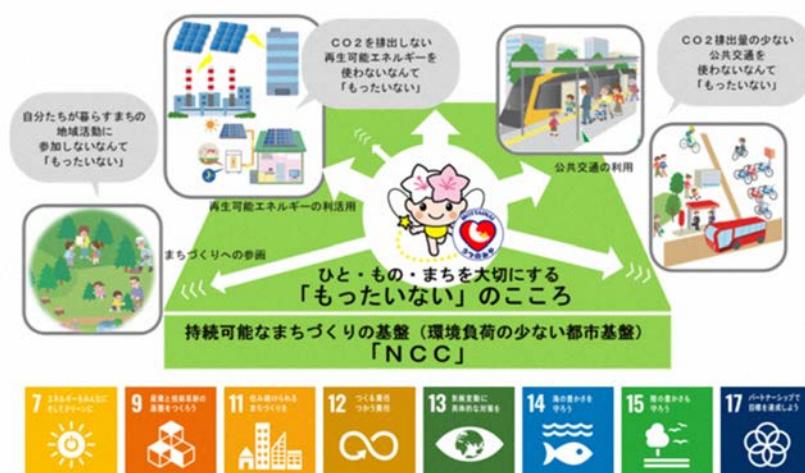 CO2を排出しない
再生可能エネルギーを
使わないなんて
「もったいない」
CO2排出量の少ない
公共交通を
使わないなんて
「もったいない」
自分たちが暮らすまちの
地域活動に
参加しないなんて
「もったいない」
再生可能エネルギーの利活用
公共交通の利用
まちづくりへの参画
MOTTAINAI
ひと・もの・まちを大切にする
「もったいない」のこころ
持続可能なまちづくりの基盤（環境負荷の少ない都市基盤）
「NCC」
7 エネルギーをみんなに
そしてクリーンに
9 産業と技術革新の
基盤をつくろう
11 住み続けられる
まちづくりを
12 つくる責任
つかう責任
13 気候変動に
具体的な対策を
14 海の豊かさを
守ろう
15 陸の豊かさも
守ろう
17 パートナーシップで
目標を達成しよう